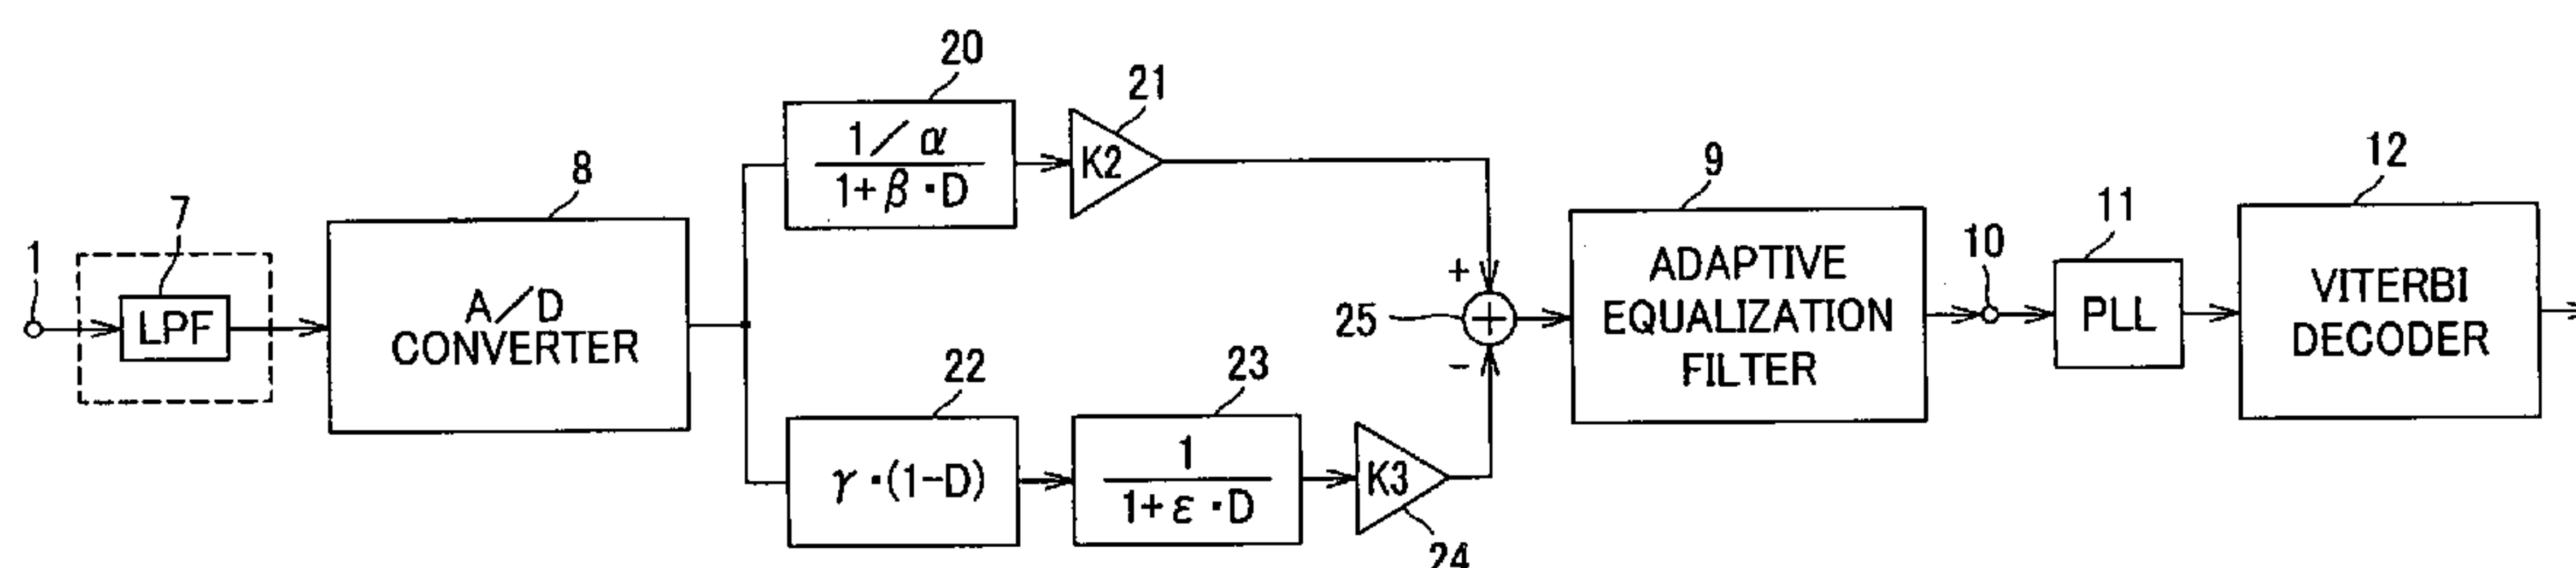 1
7
LPF
8
A/D
CONVERTER
20
1/α
1+β·D
21
K2
22
γ·(1-D)
23
1
1+ε·D
K3
24
+
25
+
-
9
ADAPTIVE
EQUALIZATION
FILTER
10
11
PLL
12
VITERBI
DECODER